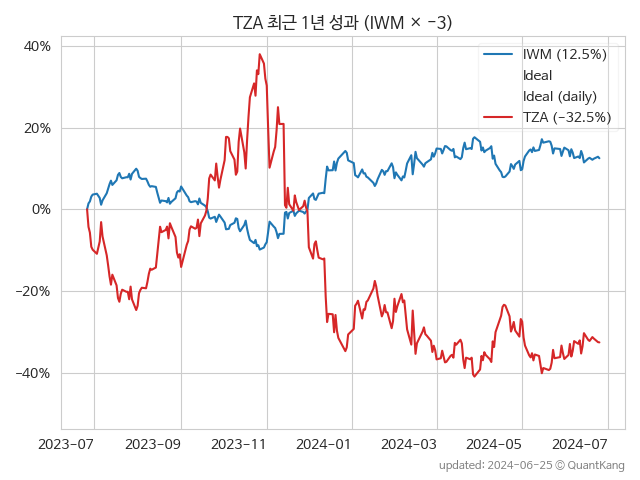 TZA 최근 1년 성과 (IWM × −3)
IWM (12.5%)
Ideal
Ideal (daily)
TZA (−32.5%)
40%
20%
0%
−20%
−40%
2023-07 2023-09 2023-11 2024-01 2024-03 2024-05 2024-07
updated: 2024-06-25 © QuantKang